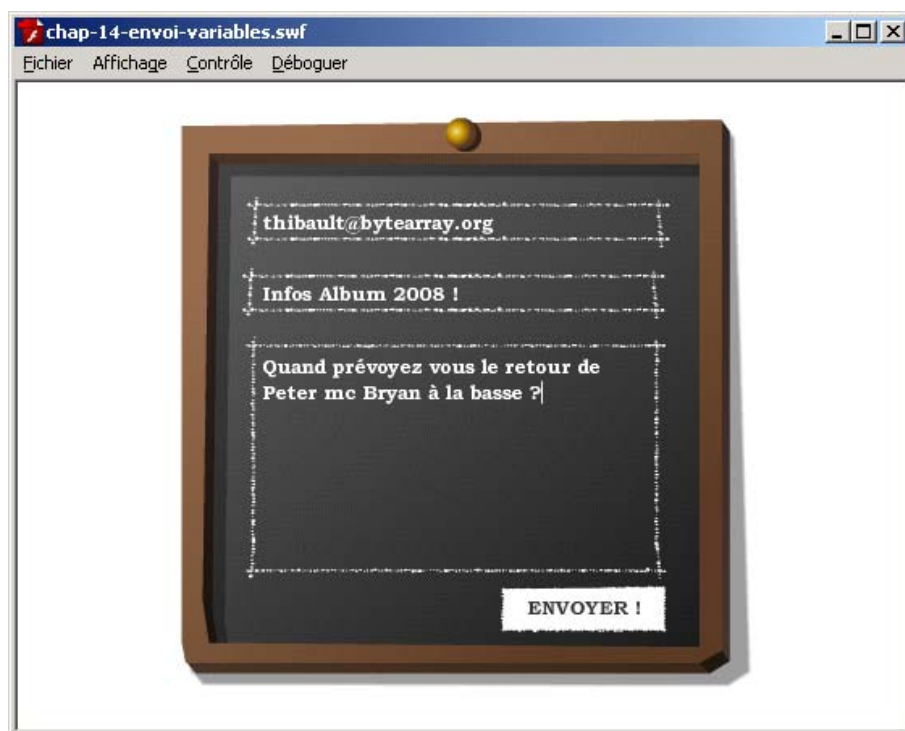 chap-14-envoi-variables.swf
Fichier Affichage Contrôle Déboguer
thibault@bytearray.org
Infos Album 2008 !
Quand prévoyez vous le retour de
Peter mc Bryan à la basse ?
ENVOYER !